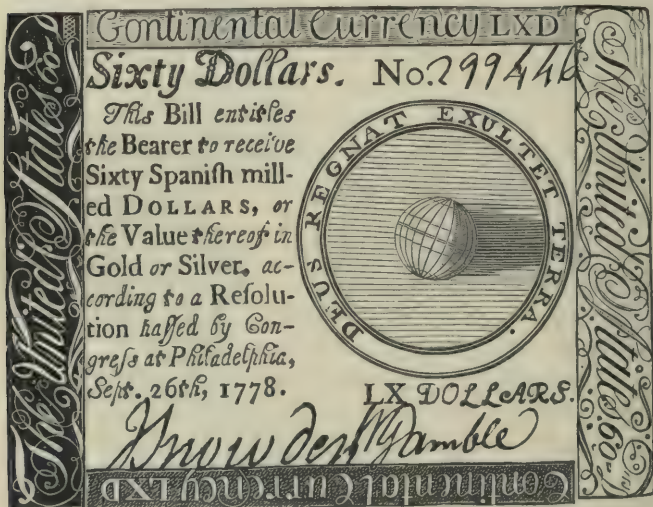 Continental Currency LXD
Sixty Dollars. No. 299446
This Bill entitles
the Bearer to receive
Sixty Spaniſh mill-
ed DOLLARS, or
the Value thereof in
Gold or Silver, ac-
cording to a Reſolu-
tion paſſed by Con-
greſs at Philadelphia,
Sept. 26th, 1778.
DEUS REGNAT EXULTET TERRA.
LX DOLLARS.
Snowden W Gamble
Continental Currency LXD
The United States. 60-
The United States 60-